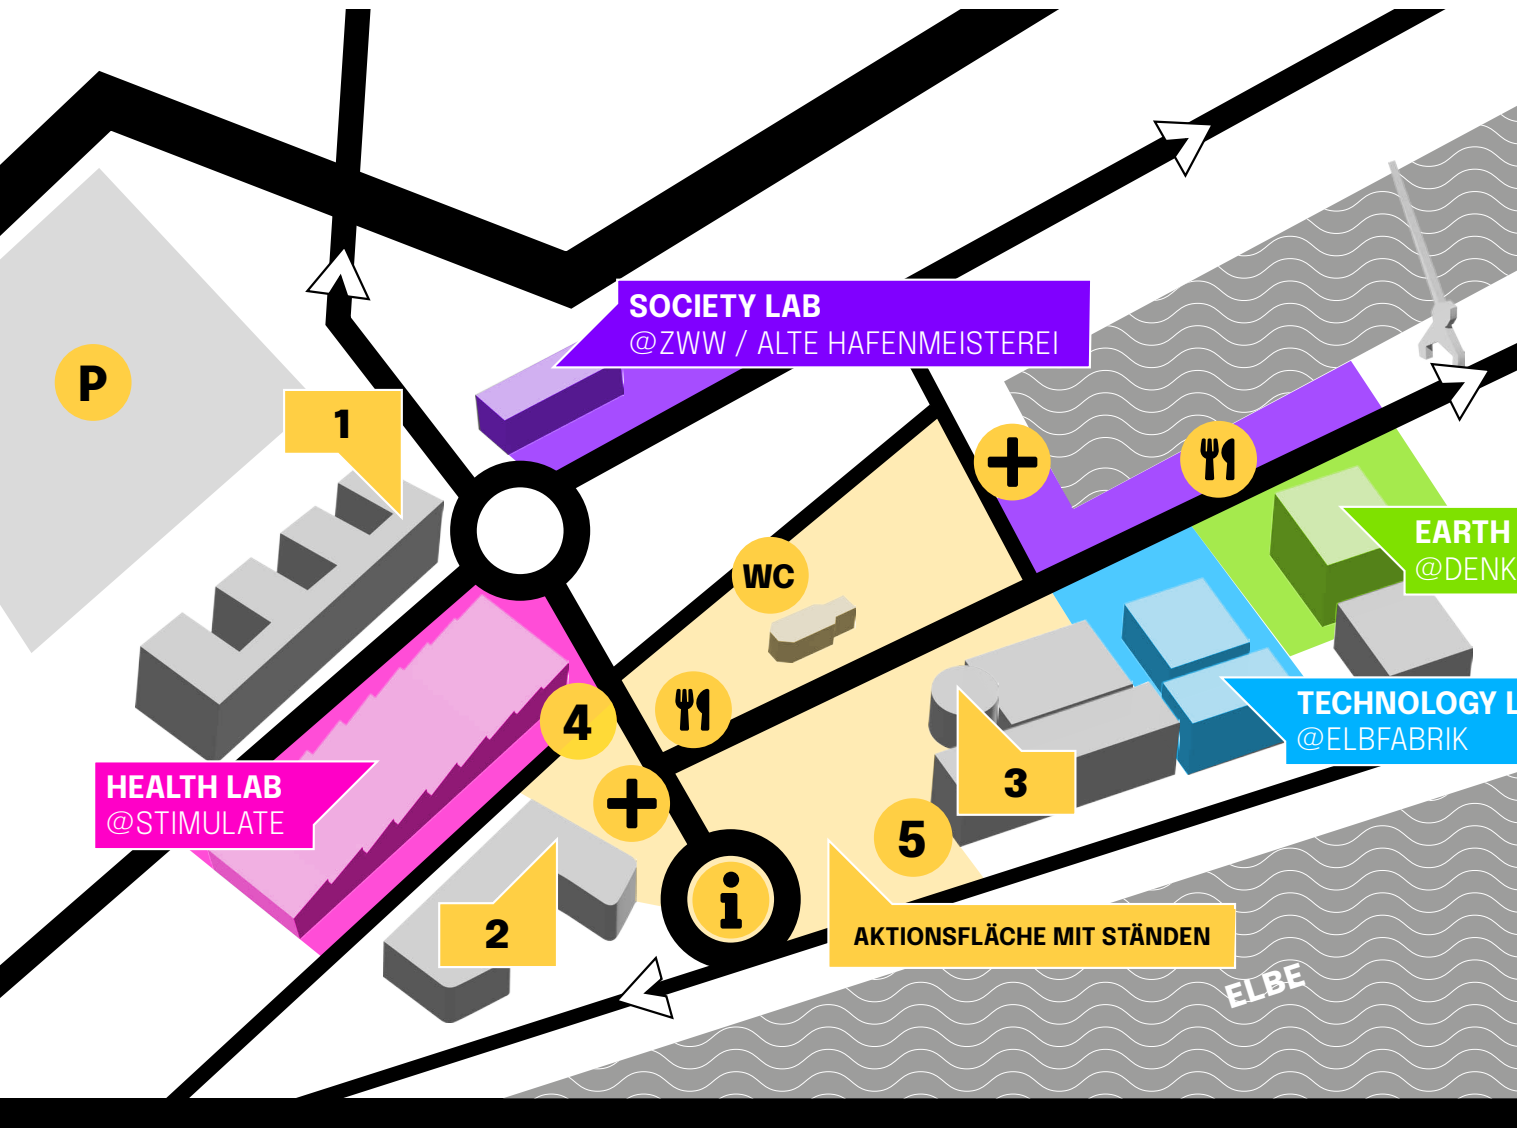 SOCIETY LAB
@ZWW / ALTE HAFENMEISTEREI
P
1
WC
EARTH
@DENK
4
TECHNOLOGY L
@ELBFABRIK
HEALTH LAB
@STIMULATE
3
5
i
2
AKTIONSFLÄCHE MIT STÄNDEN
ELBE